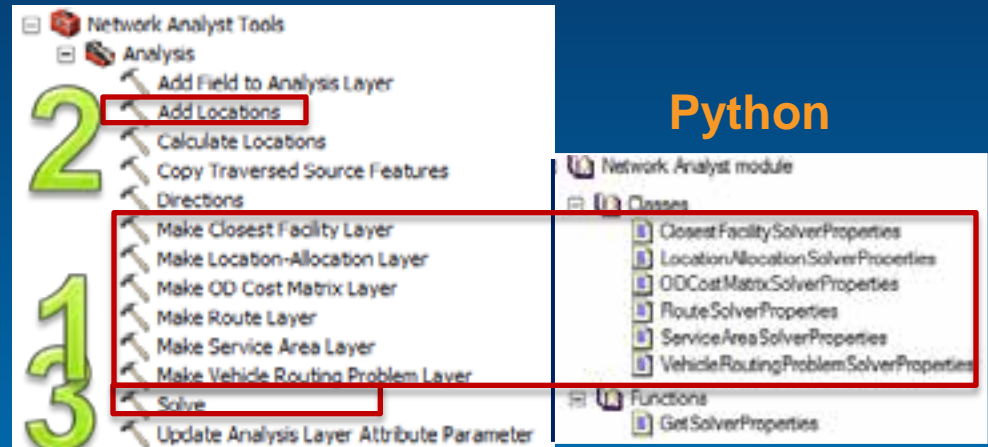 Network Analyst Tools
Analysis
Add Field to Analysis Layer
2
Add Locations
Calculate Locations
Copy Traversed Source Features
Directions
Make Closest Facility Layer
Make Location-Allocation Layer
Make OD Cost Matrix Layer
1
Make Route Layer
Make Service Area Layer
Make Vehicle Routing Problem Layer
3
Solve
Update Analysis Layer Attribute Parameter
Python
Network Analyst module
Classes
ClosestFacilitySolverProperties
LocationAllocationSolverProperties
ODCostMatrixSolverProperties
RouteSolverProperties
ServiceAreaSolverProperties
VehicleRoutingProblemSolverProperties
Functions
GetSolverProperties